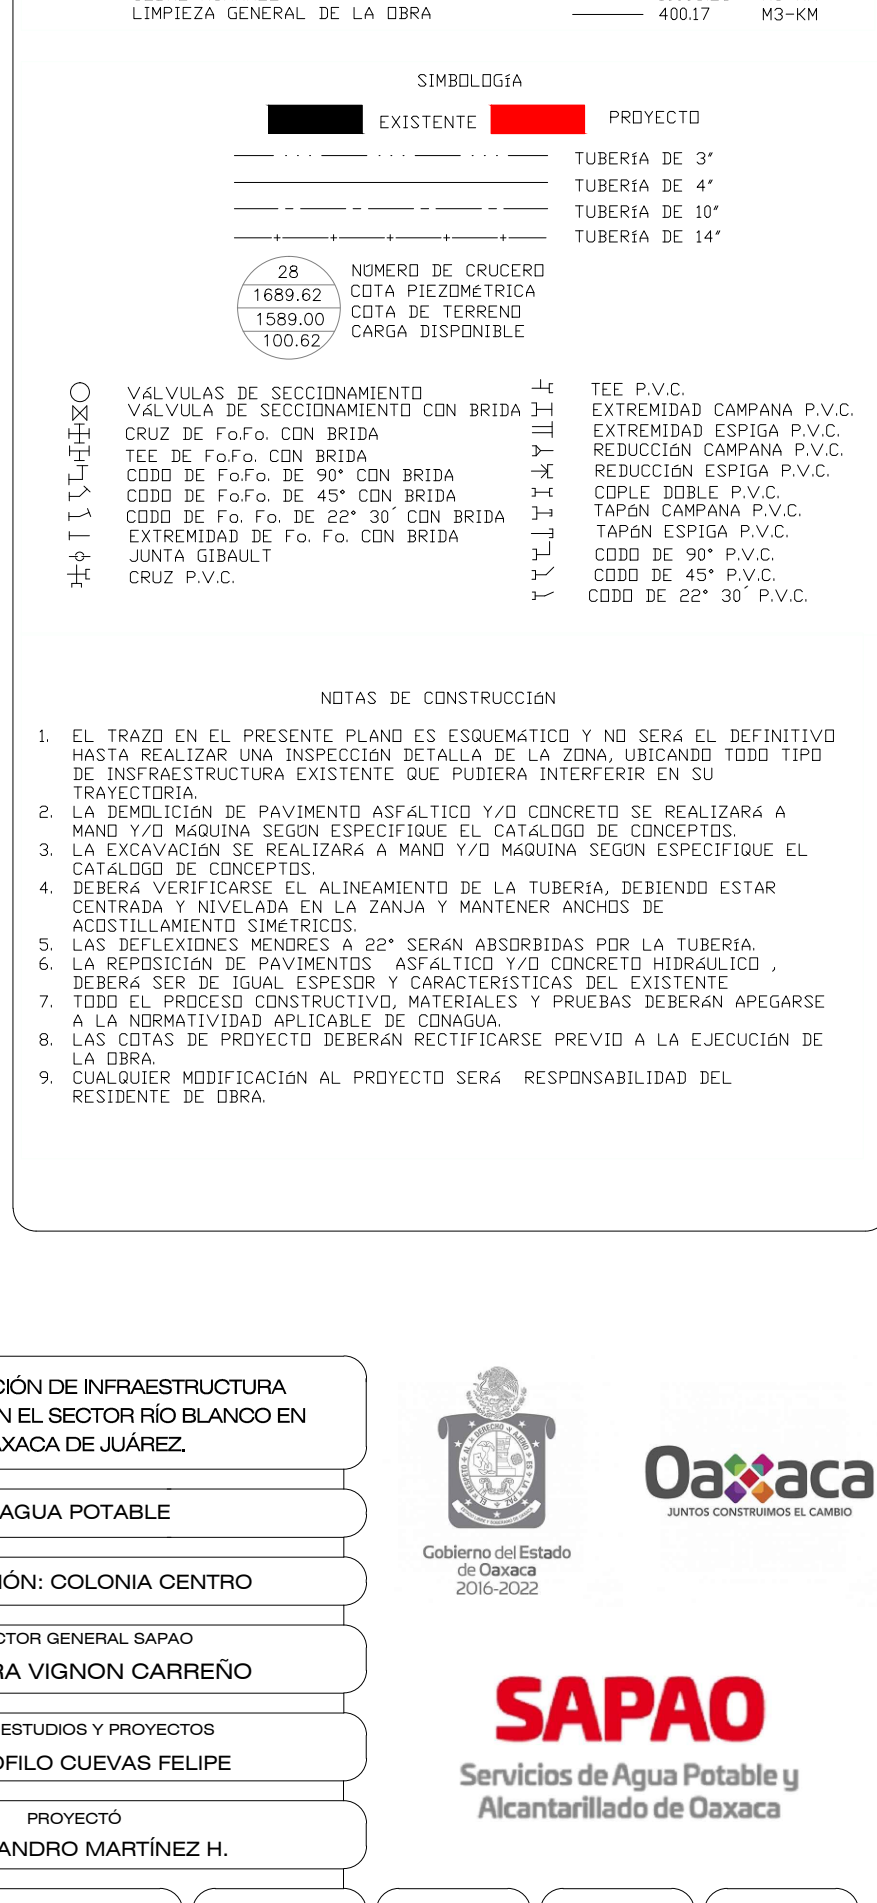 LIMPIEZA GENERAL DE LA OBRA 400.17 M3-KM
SIMBOLOGíA
EXISTENTE PROYECTO
TUBERíA DE 3"
TUBERíA DE 4"
TUBERíA DE 10"
TUBERíA DE 14"
28 NÚMERO DE CRUCERO
1689.62 COTA PIEZOMéTRICA
1589.00 COTA DE TERRENO
100.62 CARGA DISPONIBLE
VáLVULAS DE SECCIONAMIENTO
VáLVULA DE SECCIONAMIENTO CON BRIDA
CRUZ DE Fo.Fo. CON BRIDA
TEE DE Fo.Fo. CON BRIDA
CODO DE Fo.Fo. DE 90° CON BRIDA
CODO DE Fo.Fo. DE 45° CON BRIDA
CODO DE Fo. Fo. DE 22° 30´ CON BRIDA
EXTREMIDAD DE Fo. Fo. CON BRIDA
JUNTA GIBAULT
CRUZ P.V.C.
TEE P.V.C.
EXTREMIDAD CAMPANA P.V.C.
EXTREMIDAD ESPIGA P.V.C.
REDUCCIóN CAMPANA P.V.C.
REDUCCIóN ESPIGA P.V.C.
COPLE DOBLE P.V.C.
TAPóN CAMPANA P.V.C.
TAPóN ESPIGA P.V.C.
CODO DE 90° P.V.C.
CODO DE 45° P.V.C.
CODO DE 22° 30´ P.V.C.
NOTAS DE CONSTRUCCIóN
1. EL TRAZO EN EL PRESENTE PLANO ES ESQUEMáTICO Y NO SERá EL DEFINITIVO
HASTA REALIZAR UNA INSPECCIóN DETALLA DE LA ZONA, UBICANDO TODO TIPO
DE INSFRAESTRUCTURA EXISTENTE QUE PUDIERA INTERFERIR EN SU
TRAYECTORIA.
2. LA DEMOLICIóN DE PAVIMENTO ASFáLTICO Y/O CONCRETO SE REALIZARá A
MANO Y/O MáQUINA SEGÚN ESPECIFIQUE EL CATáLOGO DE CONCEPTOS.
3. LA EXCAVACIóN SE REALIZARá A MANO Y/O MáQUINA SEGÚN ESPECIFIQUE EL
CATáLOGO DE CONCEPTOS.
4. DEBERá VERIFICARSE EL ALINEAMIENTO DE LA TUBERíA, DEBIENDO ESTAR
CENTRADA Y NIVELADA EN LA ZANJA Y MANTENER ANCHOS DE
ACOSTILLAMIENTO SIMéTRICOS.
5. LAS DEFLEXIONES MENORES A 22° SERáN ABSORBIDAS POR LA TUBERíA.
6. LA REPOSICIóN DE PAVIMENTOS ASFáLTICO Y/O CONCRETO HIDRáULICO ,
DEBERá SER DE IGUAL ESPESOR Y CARACTERíSTICAS DEL EXISTENTE
7. TODO EL PROCESO CONSTRUCTIVO, MATERIALES Y PRUEBAS DEBERáN APEGARSE
A LA NORMATIVIDAD APLICABLE DE CONAGUA.
8. LAS COTAS DE PROYECTO DEBERáN RECTIFICARSE PREVIO A LA EJECUCIóN DE
LA OBRA.
9. CUALQUIER MODIFICACIóN AL PROYECTO SERá RESPONSABILIDAD DEL
RESIDENTE DE OBRA.
CIÓN DE INFRAESTRUCTURA
N EL SECTOR RÍO BLANCO EN
AXACA DE JUÁREZ.
AGUA POTABLE
IÓN: COLONIA CENTRO
CTOR GENERAL SAPAO
RA VIGNON CARREÑO
ESTUDIOS Y PROYECTOS
OFILO CUEVAS FELIPE
PROYECTÓ
ANDRO MARTÍNEZ H.
EL RESPETO AL DERECHO AJENO ES LA PAZ
Gobierno del Estado
de Oaxaca
2016-2022
Oaxaca
JUNTOS CONSTRUIMOS EL CAMBIO
SAPAO
Servicios de Agua Potable y
Alcantarillado de Oaxaca